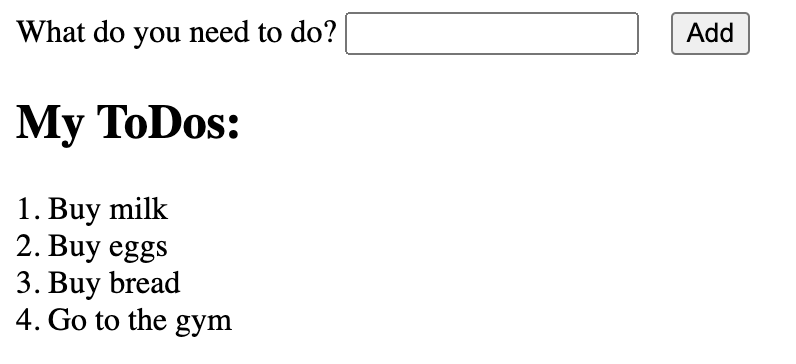 What do you need to do? Add
My ToDos:
1. Buy milk
2. Buy eggs
3. Buy bread
4. Go to the gym